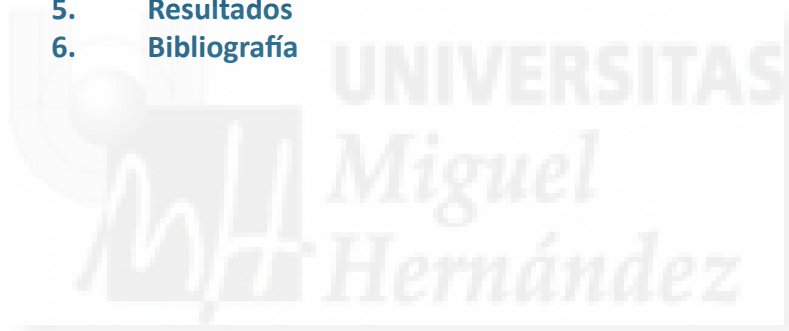 5. Resultados
6. Bibliografía
UNIVERSITAS
Miguel
Hernández